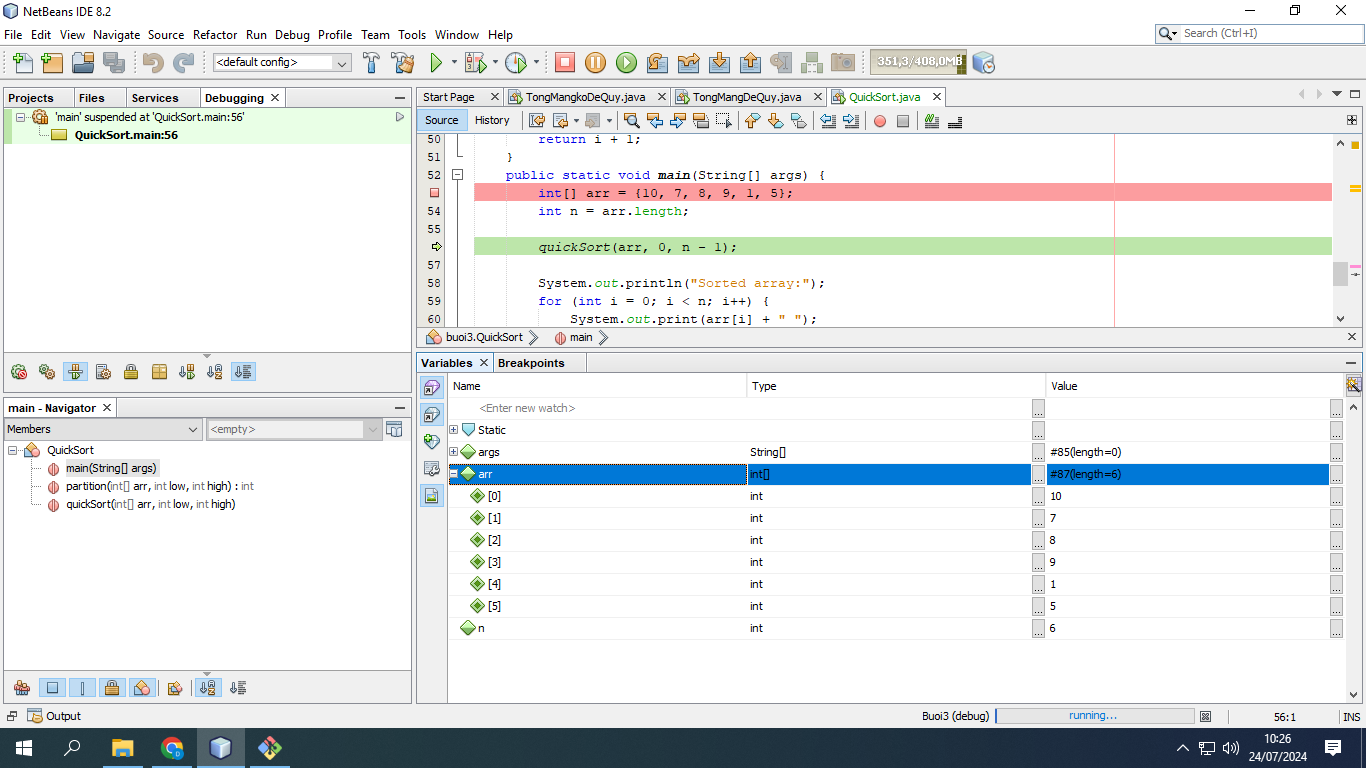 NetBeans IDE 8.2
File Edit View Navigate Source Refactor Run Debug Profile Team Tools Window Help
Search (Ctrl+I)
<default config>
351,3/408,0MB
Projects Files Services Debugging
'main' suspended at 'QuickSort.main:56'
QuickSort.main:56
main - Navigator
Members
<empty>
QuickSort
main(String[] args)
partition(int[] arr, int low, int high) : int
quickSort(int[] arr, int low, int high)
Start Page TongMangkoDeQuy.java TongMangDeQuy.java QuickSort.java
Source History
50 return i + 1;
51 }
52 public static void main(String[] args) {
int[] arr = {10, 7, 8, 9, 1, 5};
54 int n = arr.length;
55
quickSort(arr, 0, n - 1);
57
58 System.out.println("Sorted array:");
59 for (int i = 0; i < n; i++) {
60 System.out.print(arr[i] + " ");
buoi3.QuickSort main
Variables Breakpoints
Name Type Value
<Enter new watch>
Static
args String[] #85(length=0)
arr int[] #87(length=6)
[0] int 10
[1] int 7
[2] int 8
[3] int 9
[4] int 1
[5] int 5
n int 6
Output
Buoi3 (debug) running... 56:1 INS
10:26
24/07/2024